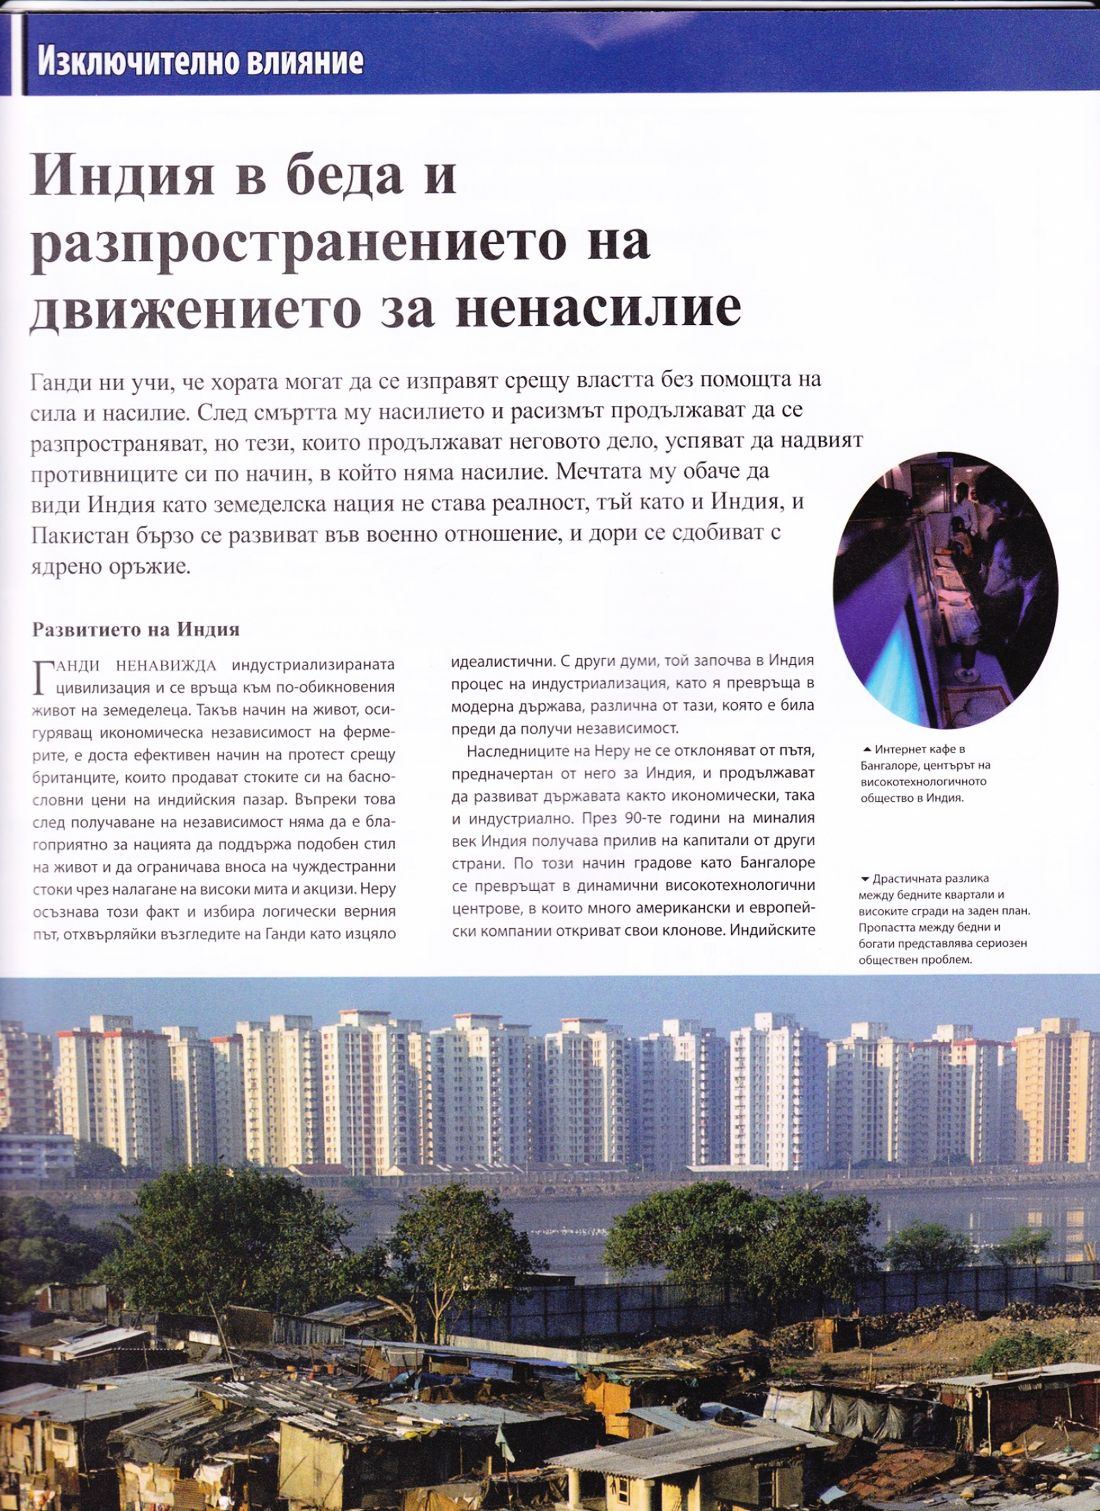 Изключително влияние
Индия в беда и
разпространението на
движението за ненасилие
Ганди ни учи, че хората могат да се изправят срещу властта без помощта на
сила и насилие. След смъртта му насилието и расизмът продължават да се
разпространяват, но тези, които продължават неговото дело, успяват да надвият
противниците си по начин, в който няма насилие. Мечтата му обаче да
види Индия като земеделска нация не става реалност, тъй като и Индия, и
Пакистан бързо се развиват във военно отношение, и дори се сдобиват с
ядрено оръжие.
Развитието на Индия
ГАНДИ НЕНАВИЖДА индустриализираната
цивилизация и се връща към по-обикновения
живот на земеделеца. Такъв начин на живот, оси-
гуряващ икономическа независимост на ферме-
рите, е доста ефективен начин на протест срещу
британците, които продават стоките си на басно-
словни цени на индийския пазар. Въпреки това
след получаване на независимост няма да е бла-
гоприятно за нацията да поддържа подобен стил
на живот и да ограничава вноса на чуждестранни
стоки чрез налагане на високи мита и акцизи. Неру
осъзнава този факт и избира логически верния
път, отхвърляйки възгледите на Ганди като изцяло
идеалистични. С други думи, той започва в Индия
процес на индустриализация, като я превръща в
модерна държава, различна от тази, която е била
преди да получи независимост.
Наследниците на Неру не се отклоняват от пътя,
предначертан от него за Индия, и продължават
да развиват държавата както икономически, така
и индустриално. През 90-те години на миналия
век Индия получава прилив на капитали от други
страни. По този начин градове като Бангалоре
се превръщат в динамични високотехнологични
центрове, в които много американски и европей-
ски компании откриват свои клонове. Индийските
▲ Интернет кафе в
Бангалоре, центърът на
високотехнологичното
общество в Индия.
▼ Драстичната разлика
между бедните квартали и
високите сгради на заден план.
Пропастта между бедни и
богати представлява сериозен
обществен проблем.